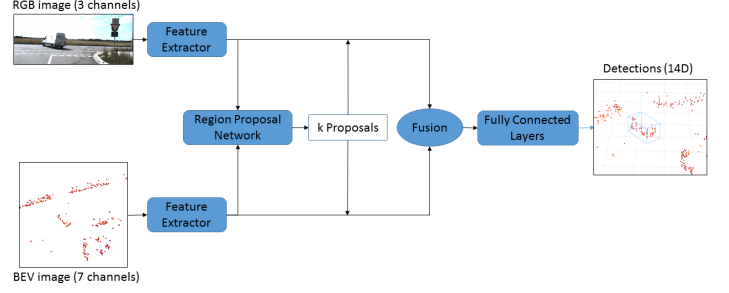 RGB image (3 channels)
Feature
Extractor
Detections (14D)
Region Proposal
Network
k Proposals
Fusion
Fully Connected
Layers
Feature
Extractor
BEV image (7 channels)